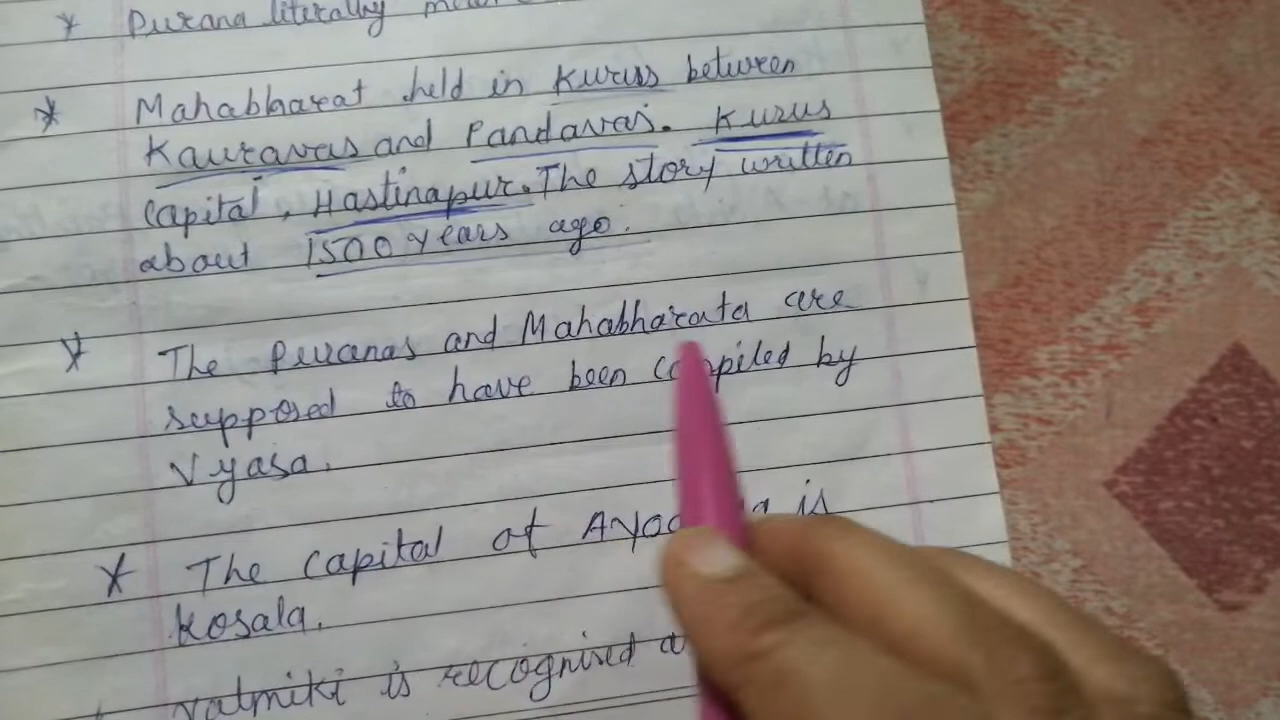 * Purana literally
* Mahabharat held in Kurus between
Kauravas and Pandavas. Kurus
Capital, Hastinapur. The story written
about 1500 years ago.
* The Puranas and Mahabharata are
supposed to have been compiled by
Vyasa.
* The Capital of is
Kosala.
Valmiki is recognised